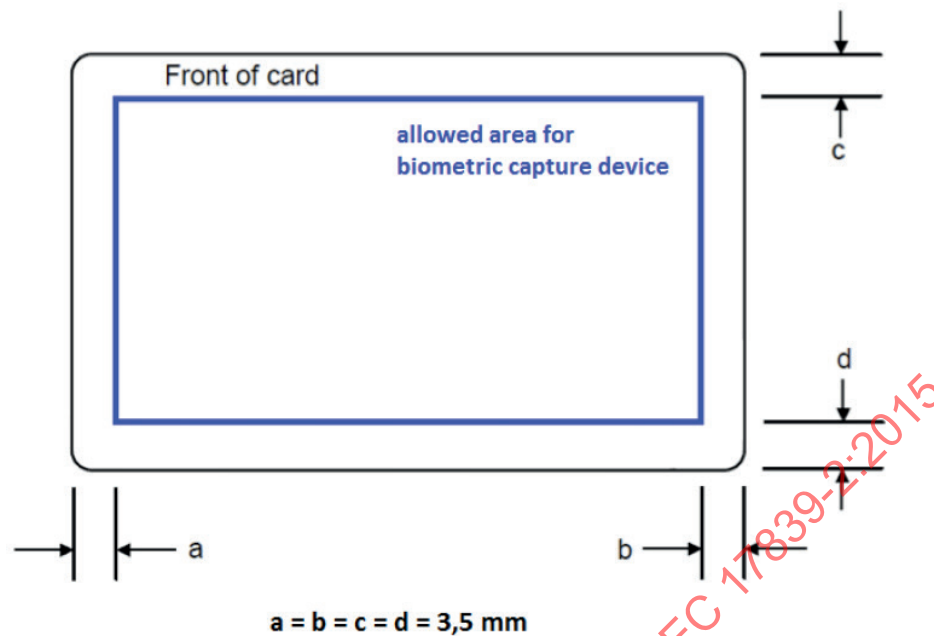 Front of card
allowed area for
biometric capture device
c
d
a
b
a = b = c = d = 3,5 mm
EC 17839-2:2015